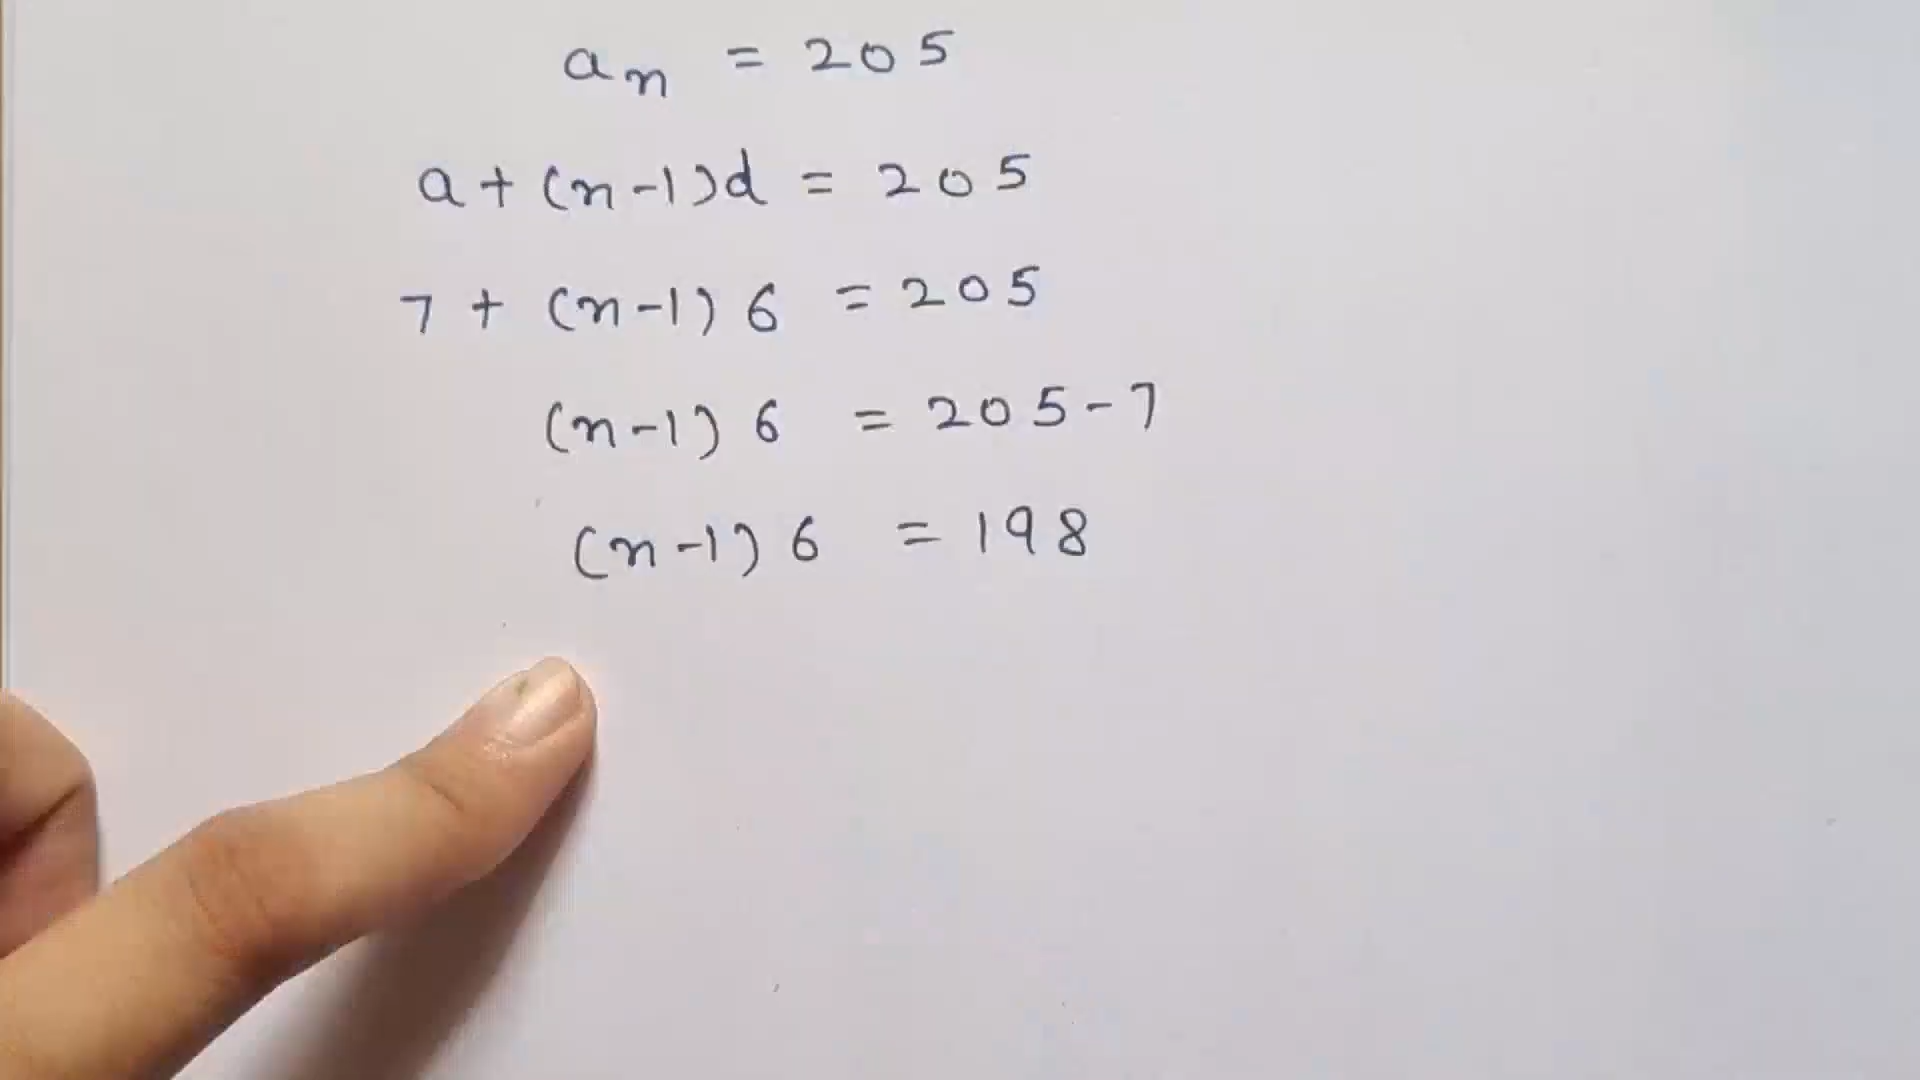 aₙ = 205
a + (n-1)d = 205
7 + (n-1) 6 = 205
(n-1) 6 = 205-7
(n-1) 6 = 198